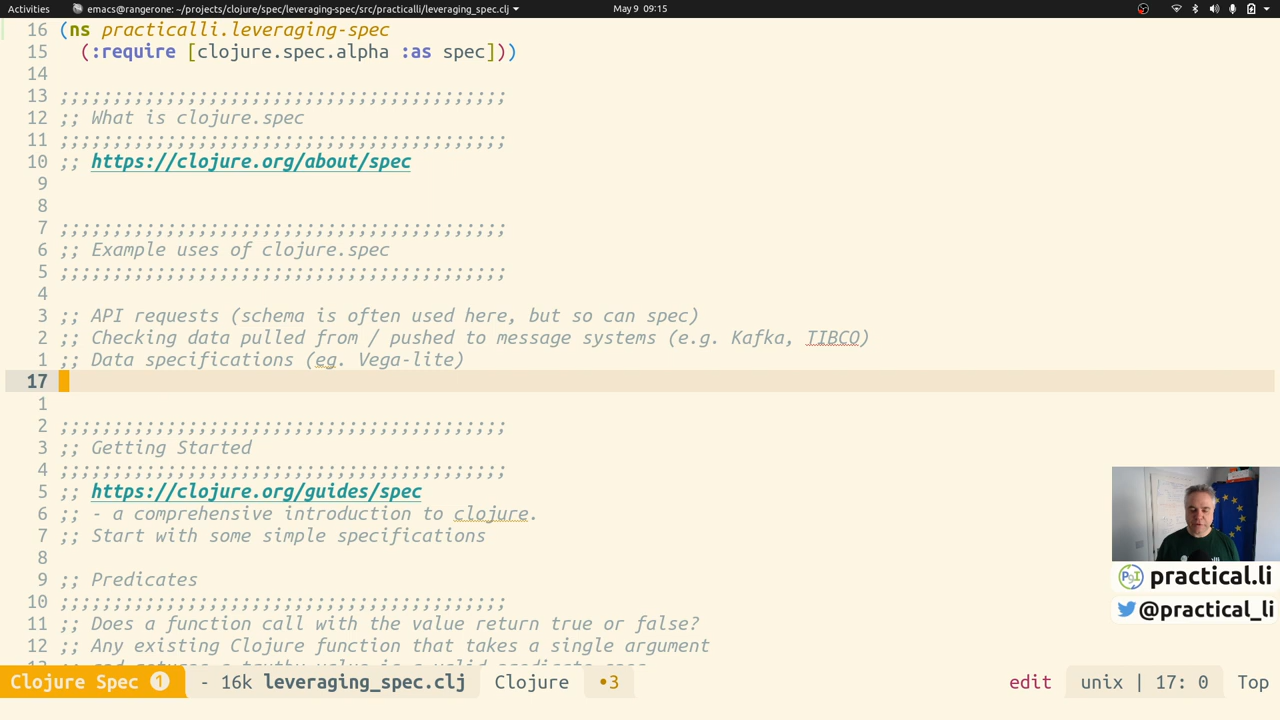 Activities
emacs@rangerone: ~/projects/clojure/spec/leveraging-spec/src/practicalli/leveraging_spec.clj
May 9 09:15
16 (ns practicalli.leveraging-spec
15 (:require [clojure.spec.alpha :as spec]))
14
13 ;;;;;;;;;;;;;;;;;;;;;;;;;;;;;;;;;;;;;;;;;;
12 ;; What is clojure.spec
11 ;;;;;;;;;;;;;;;;;;;;;;;;;;;;;;;;;;;;;;;;;;
10 ;; https://clojure.org/about/spec
9
8
7 ;;;;;;;;;;;;;;;;;;;;;;;;;;;;;;;;;;;;;;;;;;
6 ;; Example uses of clojure.spec
5 ;;;;;;;;;;;;;;;;;;;;;;;;;;;;;;;;;;;;;;;;;;
4
3 ;; API requests (schema is often used here, but so can spec)
2 ;; Checking data pulled from / pushed to message systems (e.g. Kafka, TIBCO)
1 ;; Data specifications (eg. Vega-lite)
17
1
2 ;;;;;;;;;;;;;;;;;;;;;;;;;;;;;;;;;;;;;;;;;;
3 ;; Getting Started
4 ;;;;;;;;;;;;;;;;;;;;;;;;;;;;;;;;;;;;;;;;;;
5 ;; https://clojure.org/guides/spec
6 ;; - a comprehensive introduction to clojure.
7 ;; Start with some simple specifications
8
9 ;; Predicates
10 ;;;;;;;;;;;;;;;;;;;;;;;;;;;;;;;;;;;;;;;;;;
11 ;; Does a function call with the value return true or false?
12 ;; Any existing Clojure function that takes a single argument
practical.li
@practical_li
Clojure Spec 1 - 16k leveraging_spec.clj Clojure •3 edit unix | 17: 0 Top